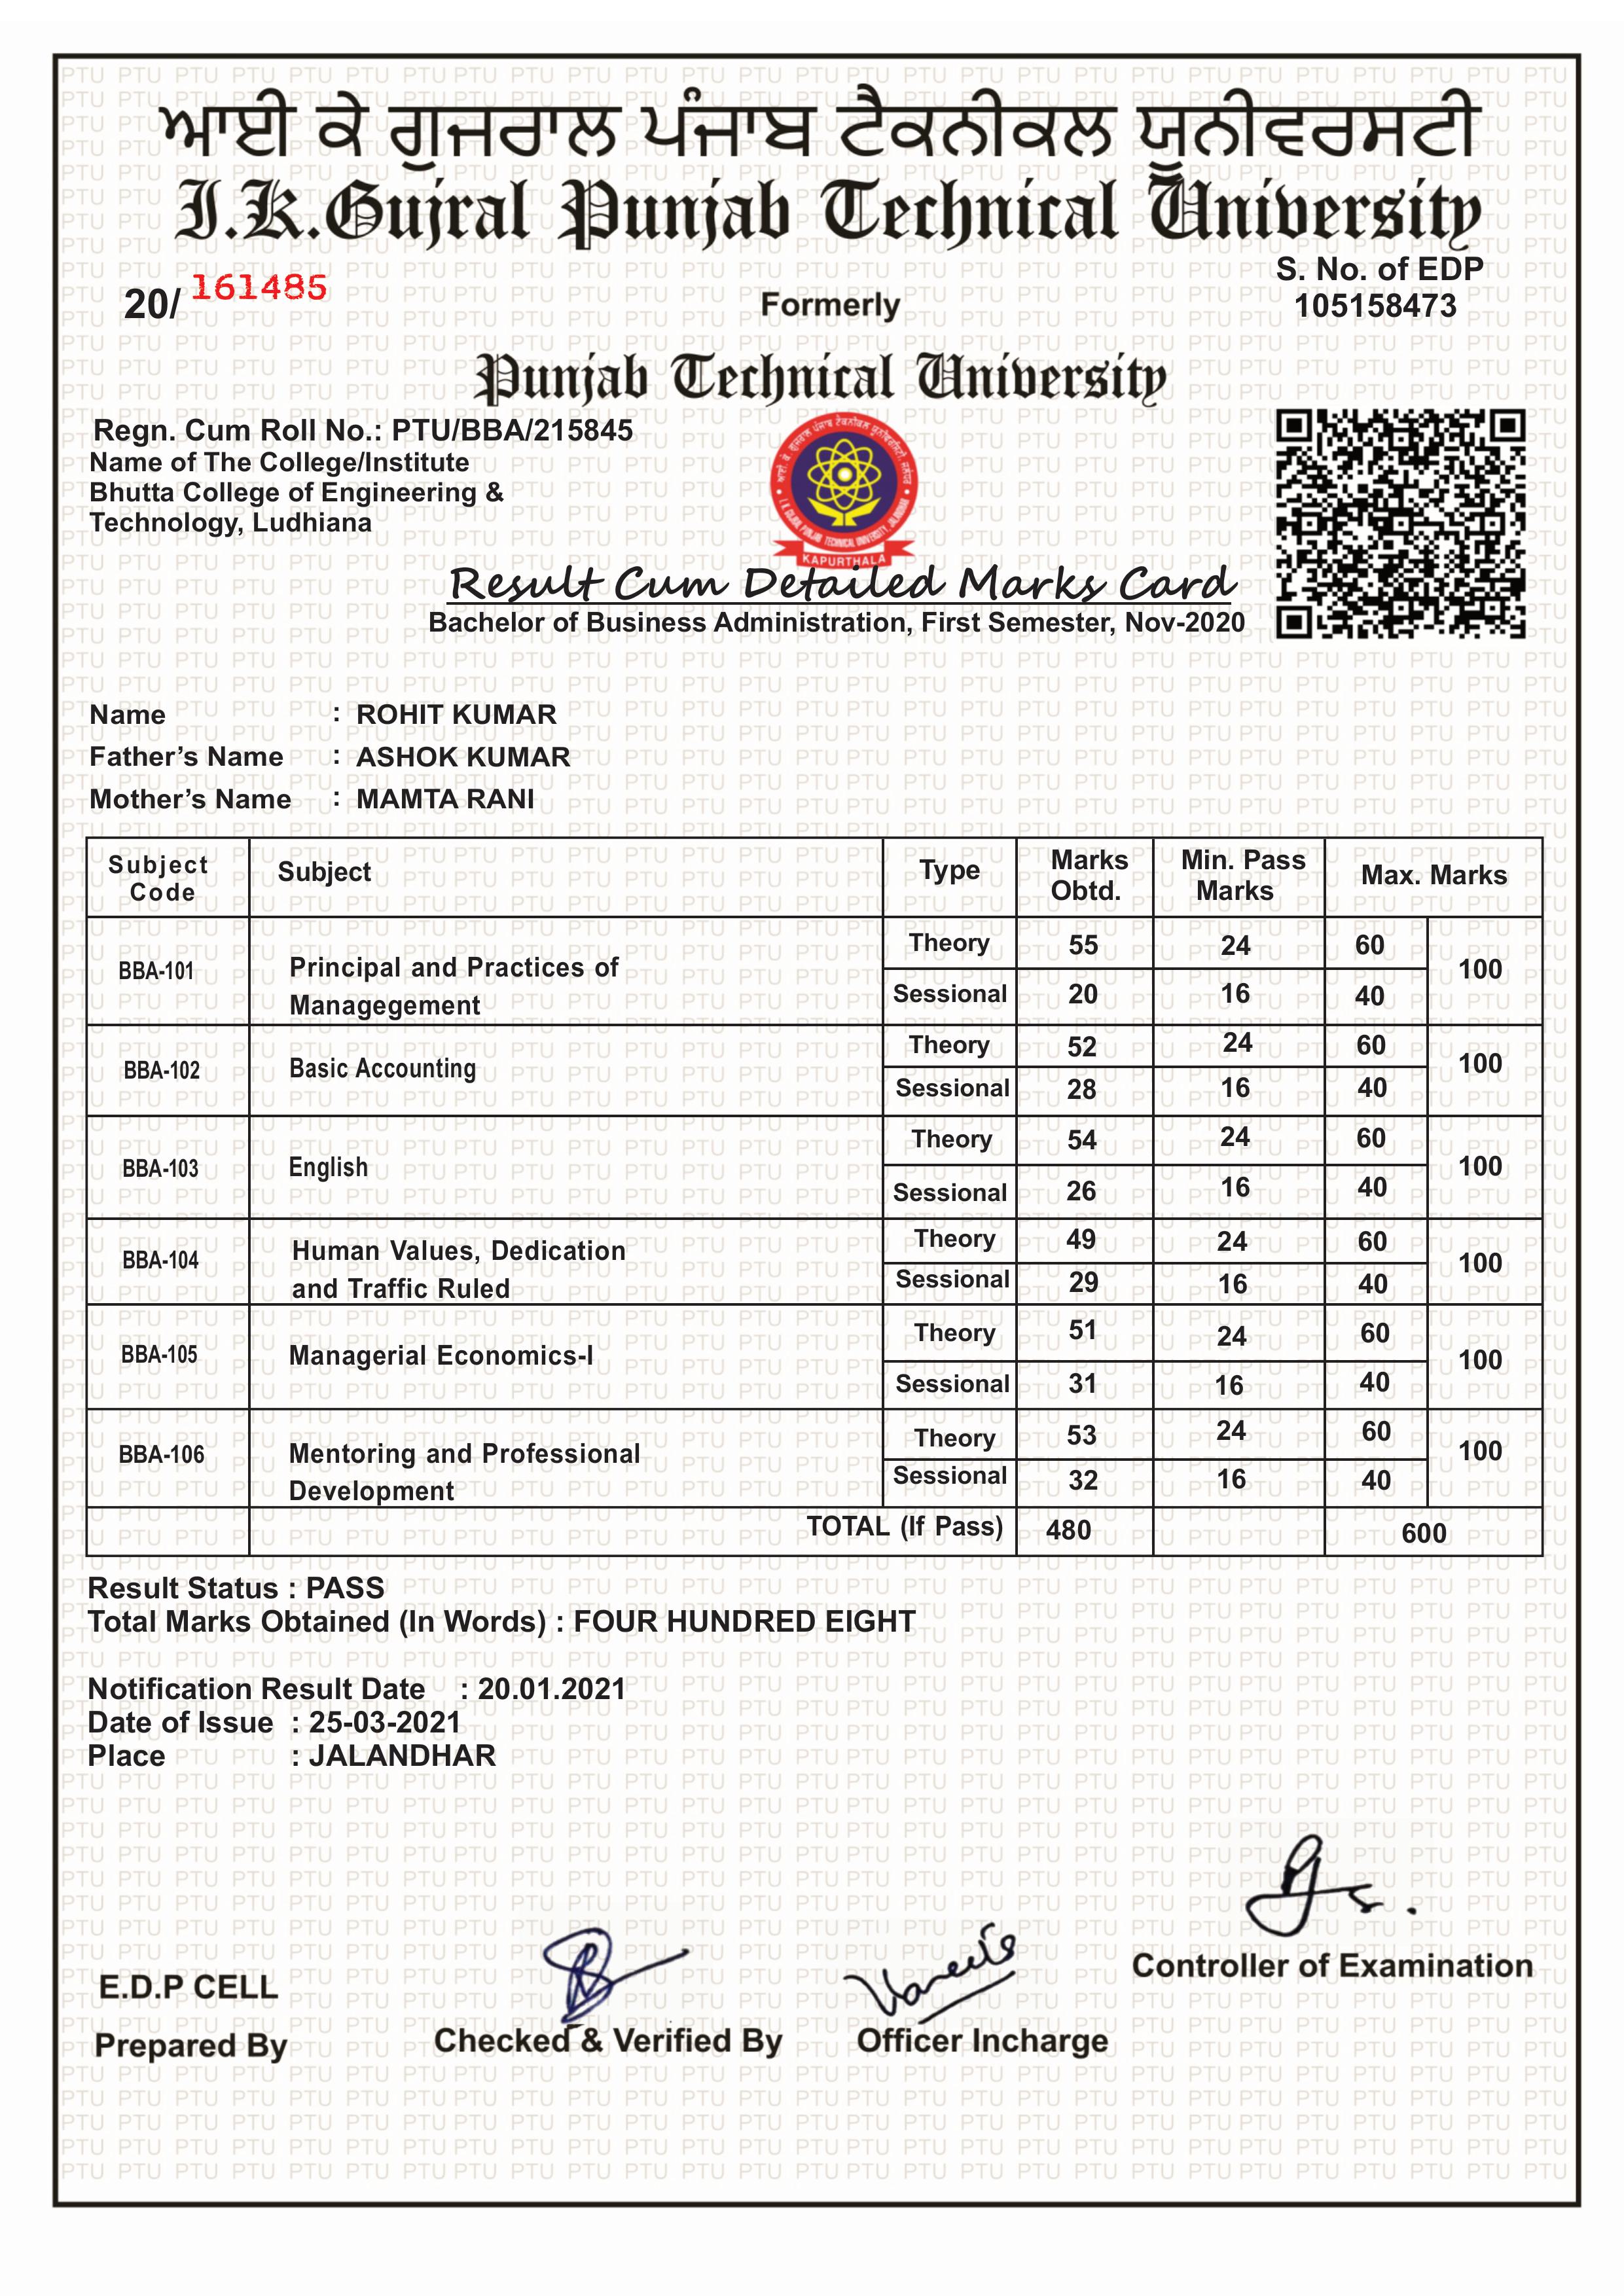 ਆਈ ਕੇ ਗੁਜਰਾਲ ਪੰਜਾਬ ਟੈਕਨੀਕਲ ਯੂਨੀਵਰਸਟੀ
I.K.Gujral Punjab Technical University
20/ 161485
S. No. of EDP
105158473
Formerly
Punjab Technical University
Regn. Cum Roll No.: PTU/BBA/215845
Name of The College/Institute
Bhutta College of Engineering &
Technology, Ludhiana
I. K. GUJRAL PUNJAB TECHNICAL UNIVERSITY, JALANDHAR
KAPURTHALA
Result Cum Detailed Marks Card
Bachelor of Business Administration, First Semester, Nov-2020
Name : ROHIT KUMAR
Father’s Name : ASHOK KUMAR
Mother’s Name : MAMTA RANI
Subject Code Subject Type Marks Obtd. Min. Pass Marks Max. Marks
BBA-101 Principal and Practices of Managegement Theory 55 24 60 100
Sessional 20 16 40
BBA-102 Basic Accounting Theory 52 24 60 100
Sessional 28 16 40
BBA-103 English Theory 54 24 60 100
Sessional 26 16 40
BBA-104 Human Values, Dedication and Traffic Ruled Theory 49 24 60 100
Sessional 29 16 40
BBA-105 Managerial Economics-I Theory 51 24 60 100
Sessional 31 16 40
BBA-106 Mentoring and Professional Development Theory 53 24 60 100
Sessional 32 16 40
TOTAL (If Pass) 480 600
Result Status : PASS
Total Marks Obtained (In Words) : FOUR HUNDRED EIGHT
Notification Result Date : 20.01.2021
Date of Issue : 25-03-2021
Place : JALANDHAR
Controller of Examination
E.D.P CELL
Prepared By
Checked & Verified By
Officer Incharge